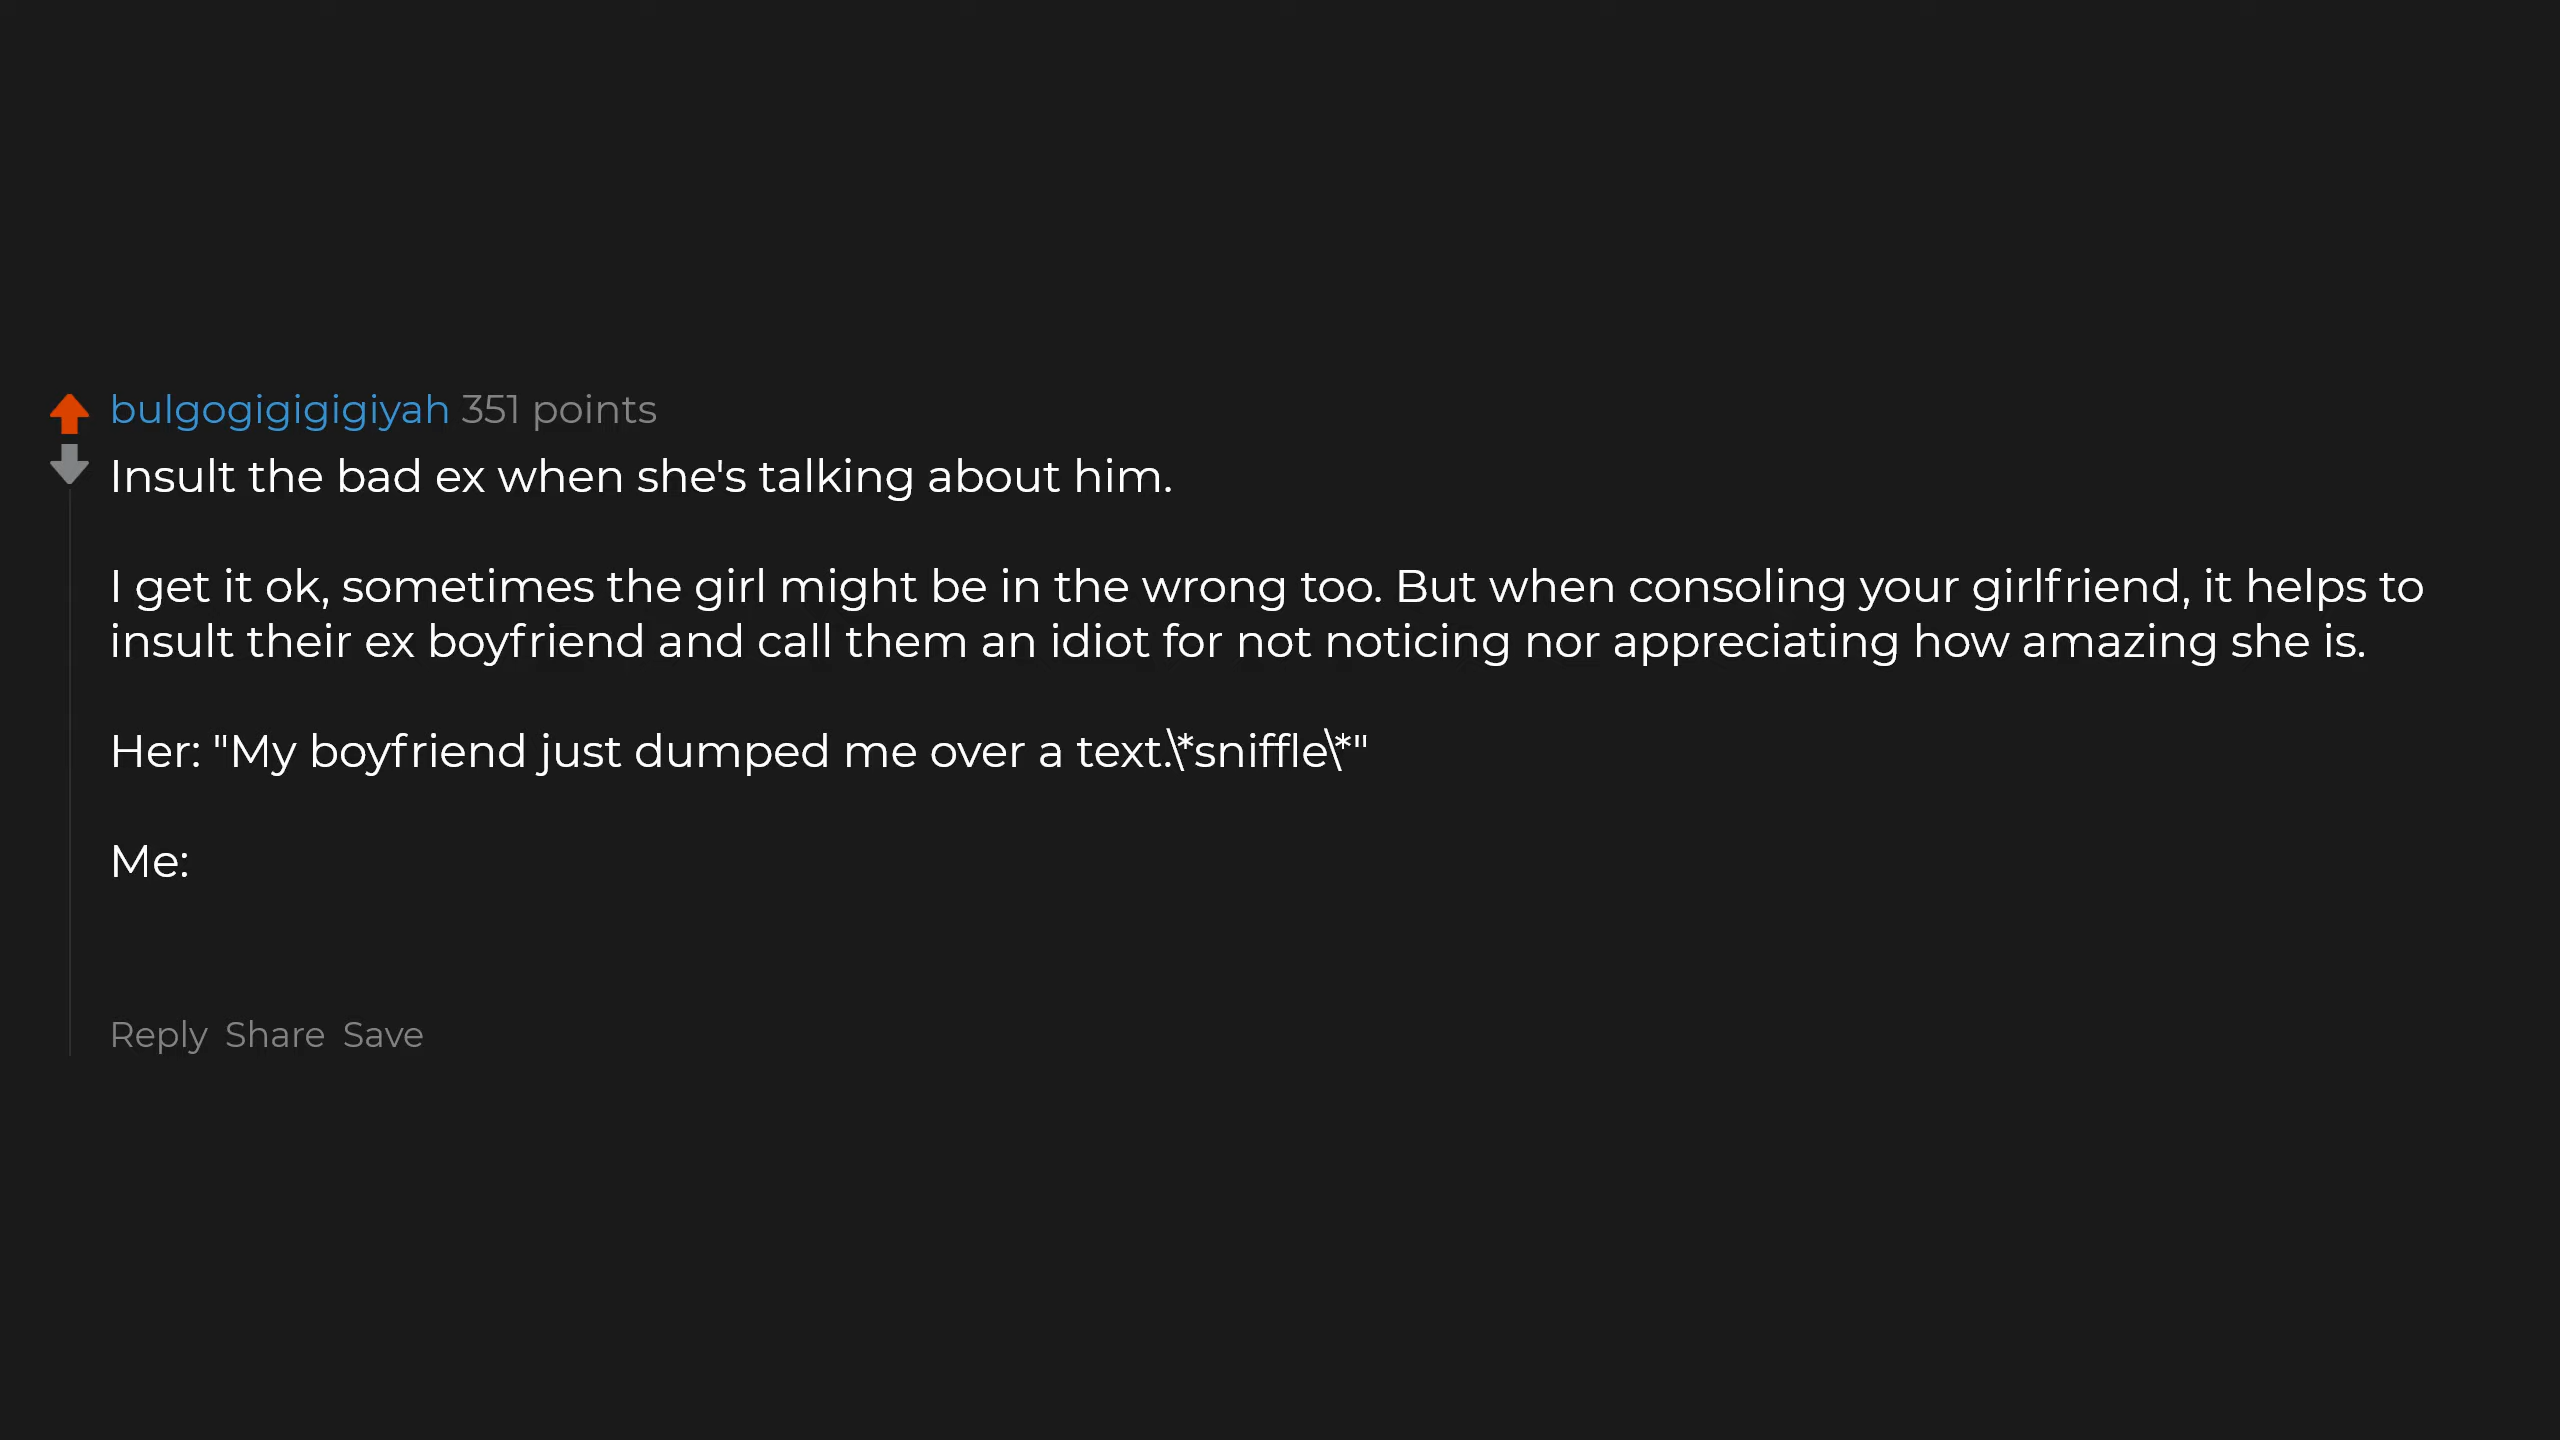 bulgogigigigiyah 351 points
Insult the bad ex when she's talking about him.
I get it ok, sometimes the girl might be in the wrong too. But when consoling your girlfriend, it helps to
insult their ex boyfriend and call them an idiot for not noticing nor appreciating how amazing she is.
Her: "My boyfriend just dumped me over a text.\*sniffle\*"
Me:
Reply Share Save